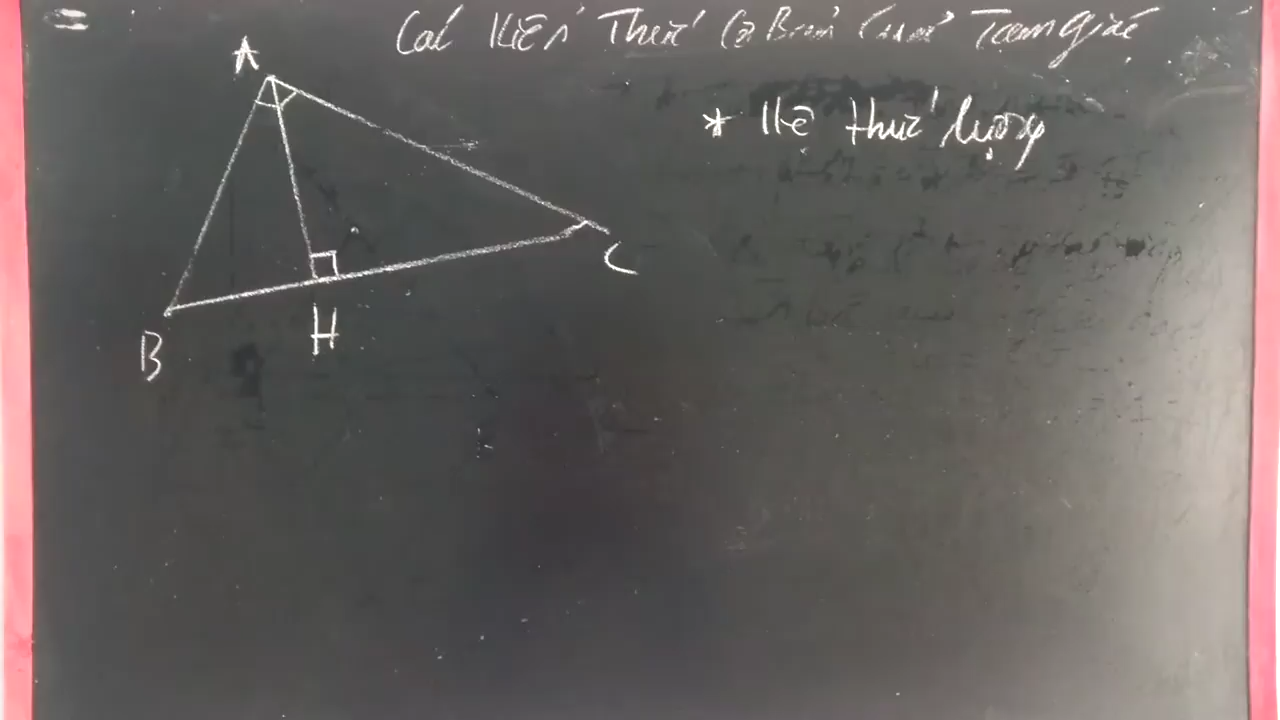 Các Kiến Thức Cơ Bản Của Tam giác
A
* Hệ thức lượng
C
B
H